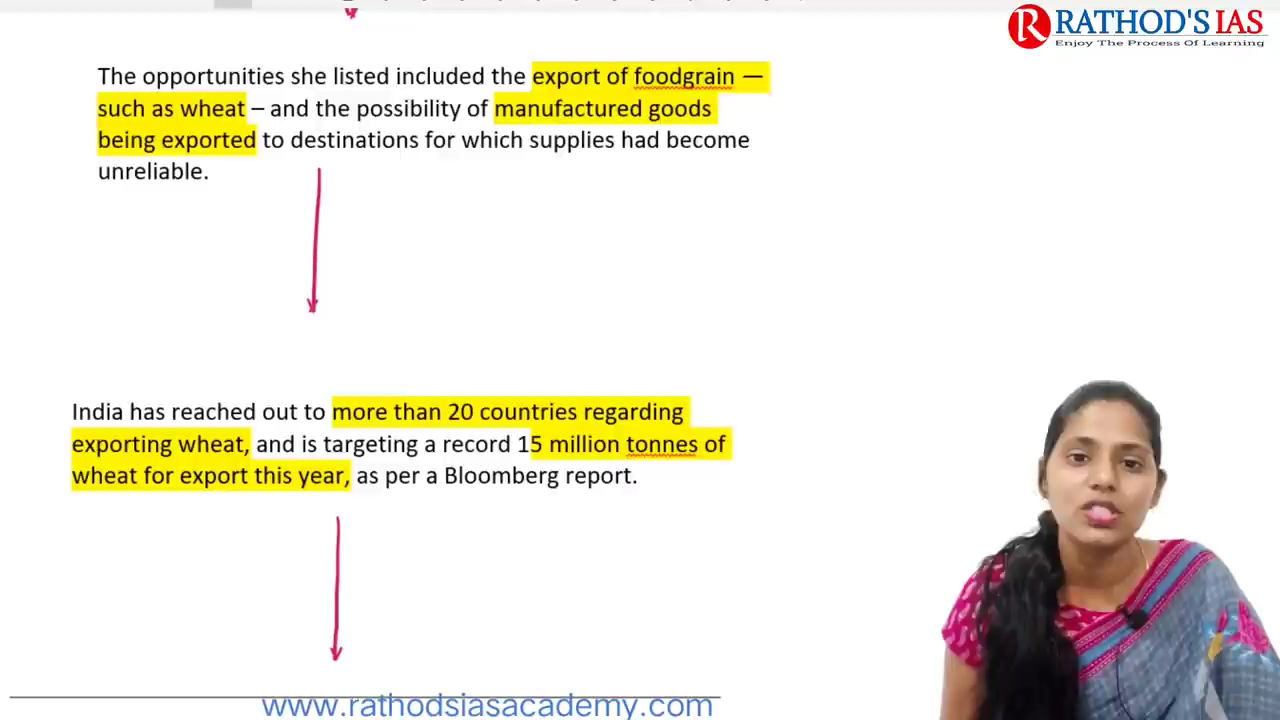 RATHOD'S IAS
Enjoy The Process Of Learning
The opportunities she listed included the export of foodgrain —
such as wheat – and the possibility of manufactured goods
being exported to destinations for which supplies had become
unreliable.
India has reached out to more than 20 countries regarding
exporting wheat, and is targeting a record 15 million tonnes of
wheat for export this year, as per a Bloomberg report.
www.rathodsiasacademy.com